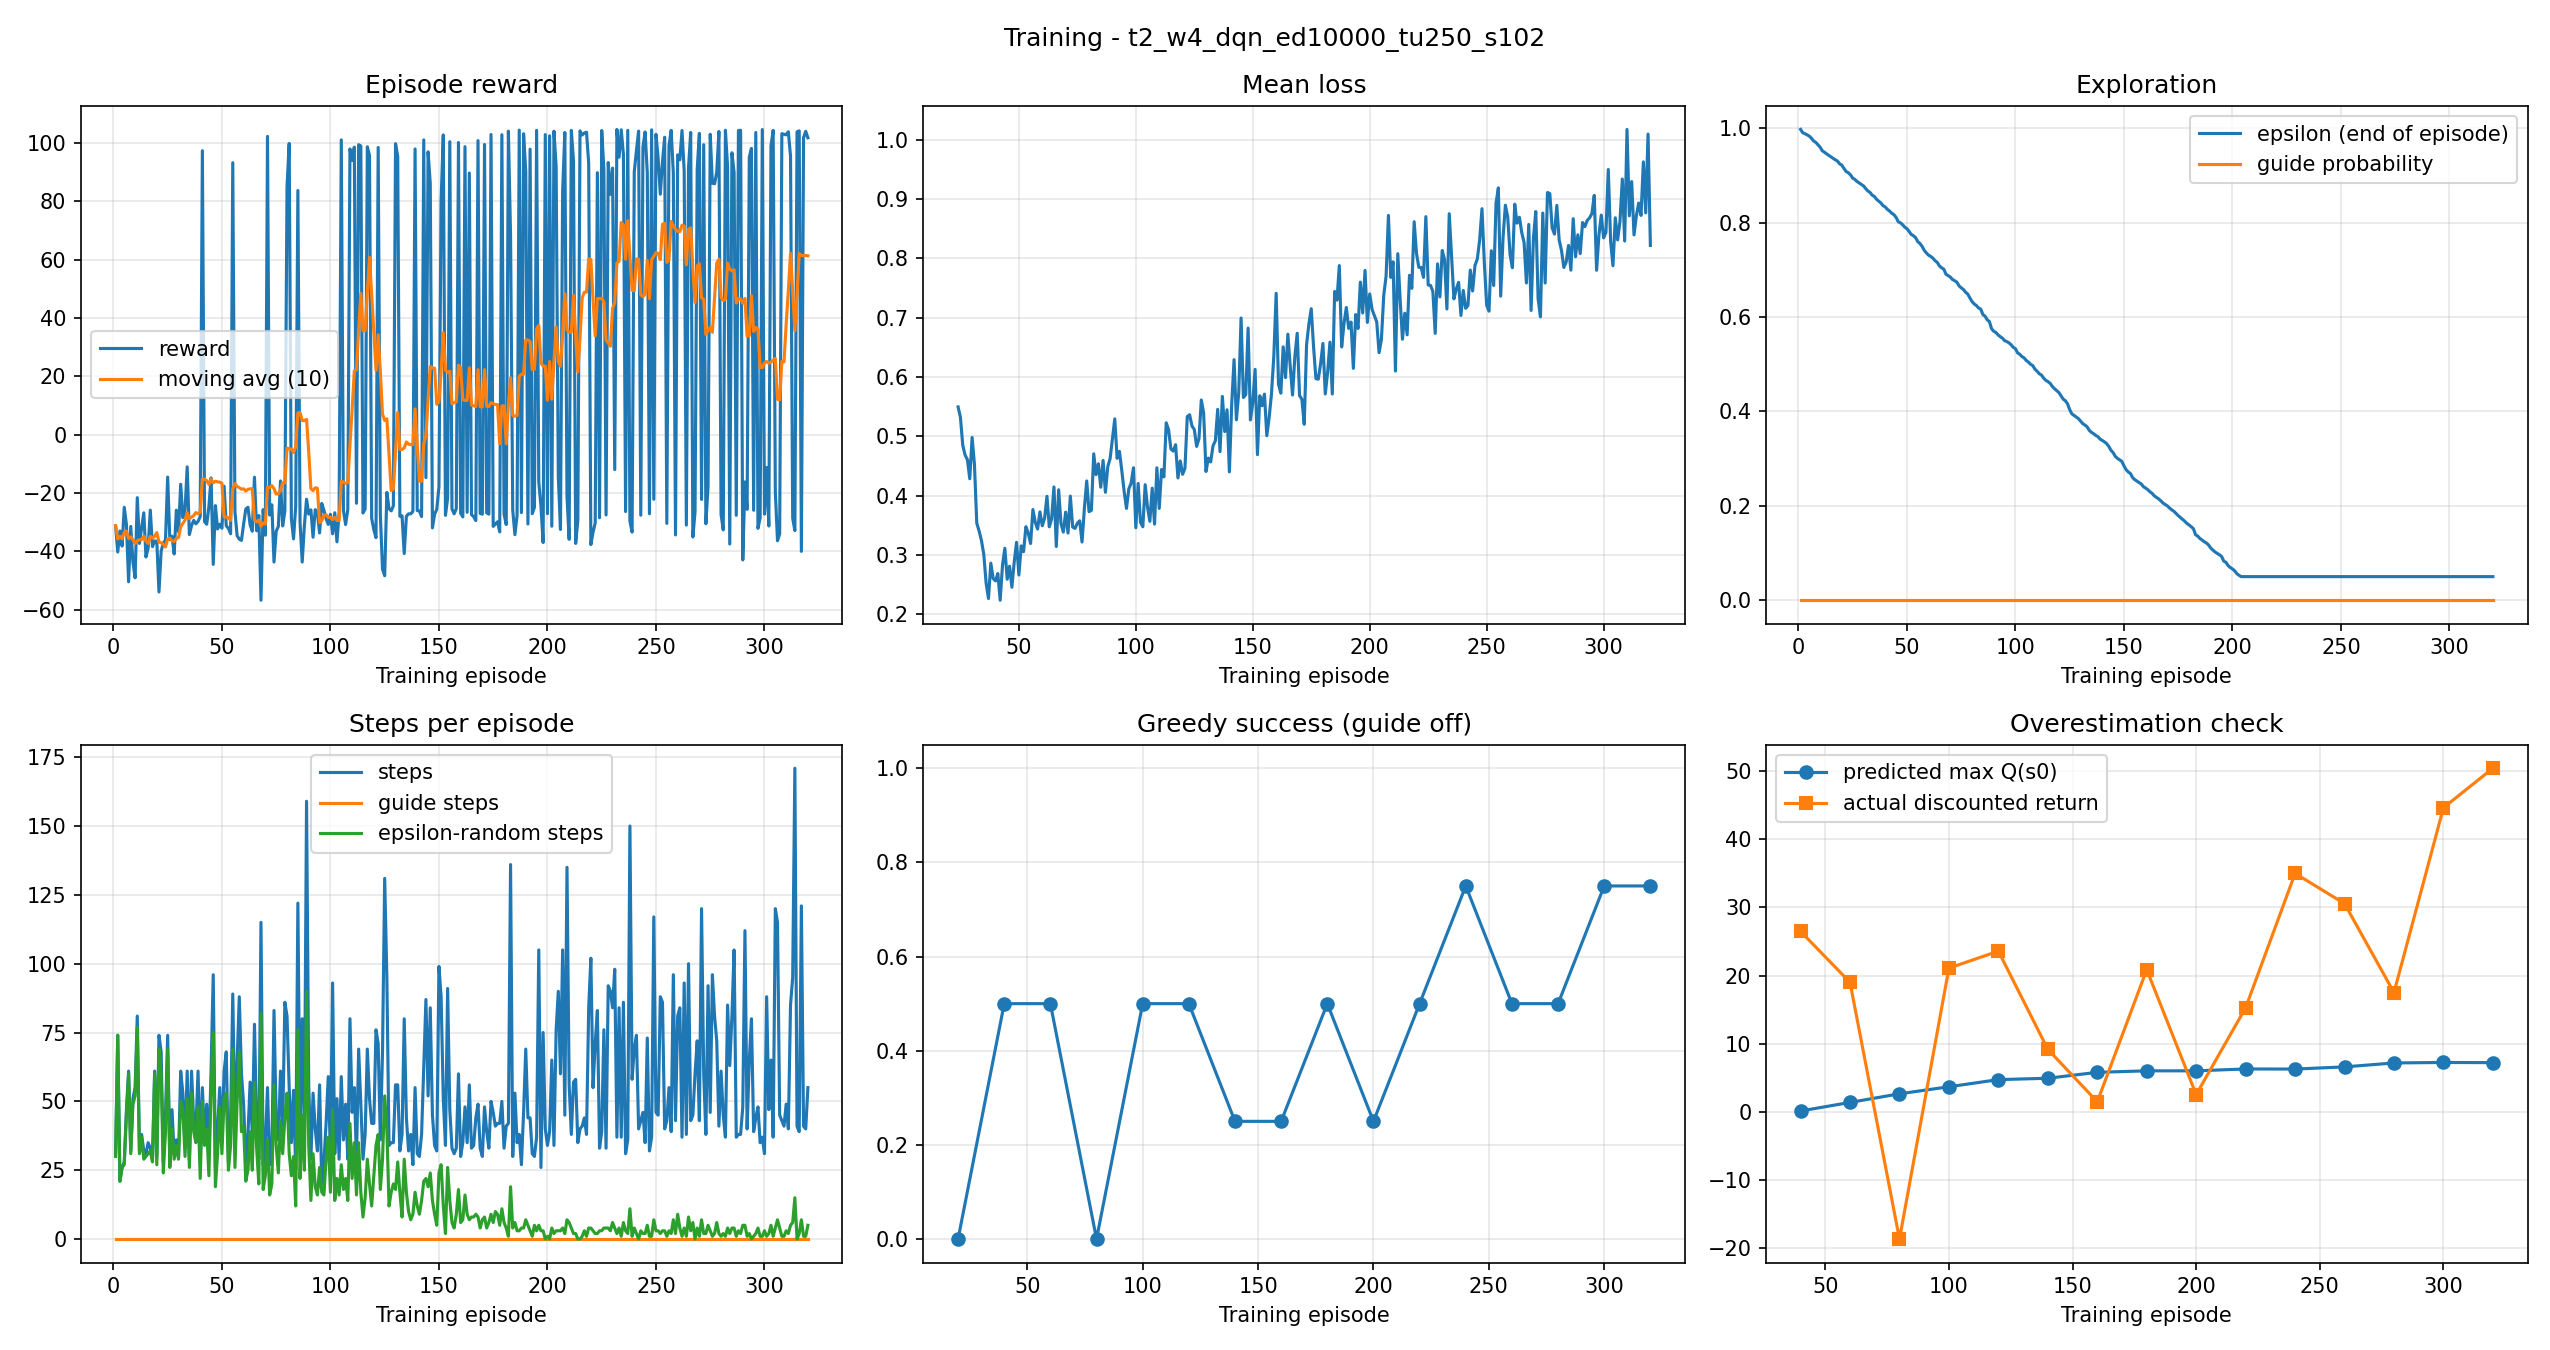 Training - t2_w4_dqn_ed10000_tu250_s102
Episode reward
100
80
60
40
20
0
−20
−40
−60
reward
moving avg (10)
0 50 100 150 200 250 300
Training episode
Mean loss
1.0
0.9
0.8
0.7
0.6
0.5
0.4
0.3
0.2
50 100 150 200 250 300
Training episode
Exploration
1.0
0.8
0.6
0.4
0.2
0.0
epsilon (end of episode)
guide probability
0 50 100 150 200 250 300
Training episode
Steps per episode
175
150
125
100
75
50
25
0
steps
guide steps
epsilon-random steps
0 50 100 150 200 250 300
Training episode
Greedy success (guide off)
1.0
0.8
0.6
0.4
0.2
0.0
50 100 150 200 250 300
Training episode
Overestimation check
50
40
30
20
10
0
−10
−20
predicted max Q(s0)
actual discounted return
50 100 150 200 250 300
Training episode